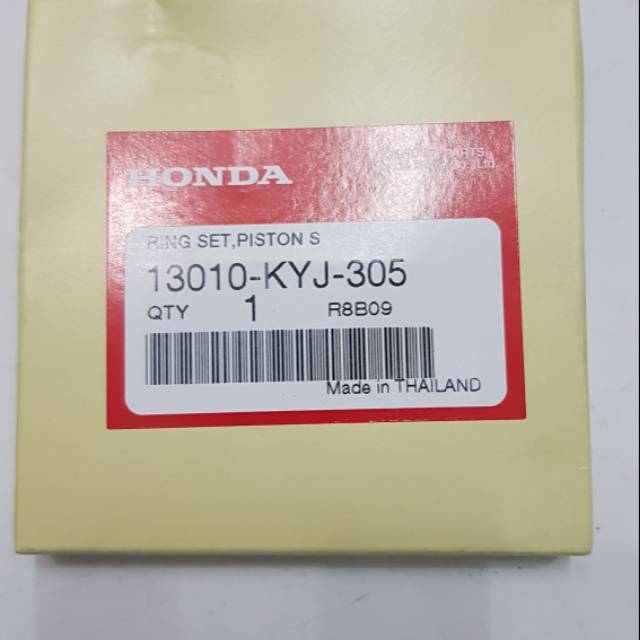 HONDA
RING SET,PISTON S
13010-KYJ-305
QTY 1 R8B09
Made in THAILAND